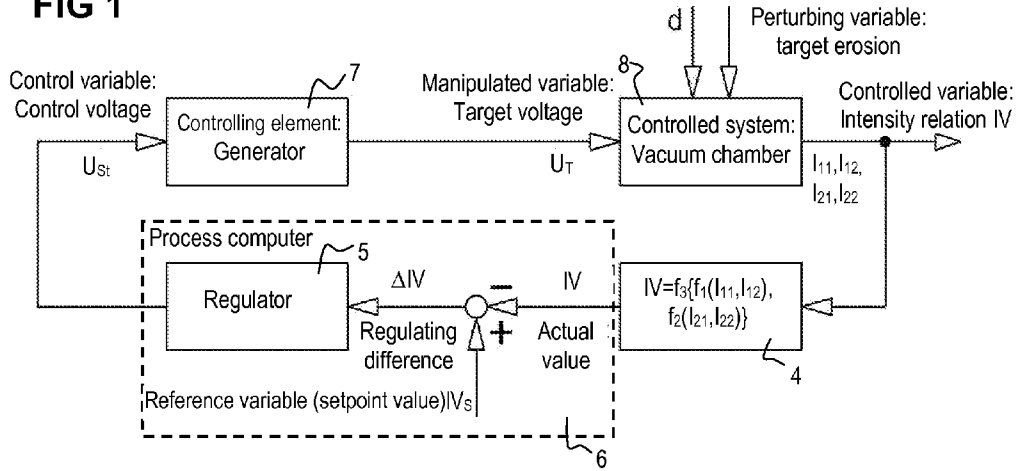 FIG 1
d
Perturbing variable:
target erosion
Control variable:
Control voltage
7
Manipulated variable:
Target voltage
8
Controlled variable:
Intensity relation IV
Controlling element:
Generator
Controlled system:
Vacuum chamber
USt
UT
I11,I12,
I21,I22
Process computer
5
Regulator
ΔIV
Regulating
difference
−
+
IV
Actual
value
IV=f3{f1(I11,I12),
f2(I21,I22)}
4
Reference variable (setpoint value)IVS
6